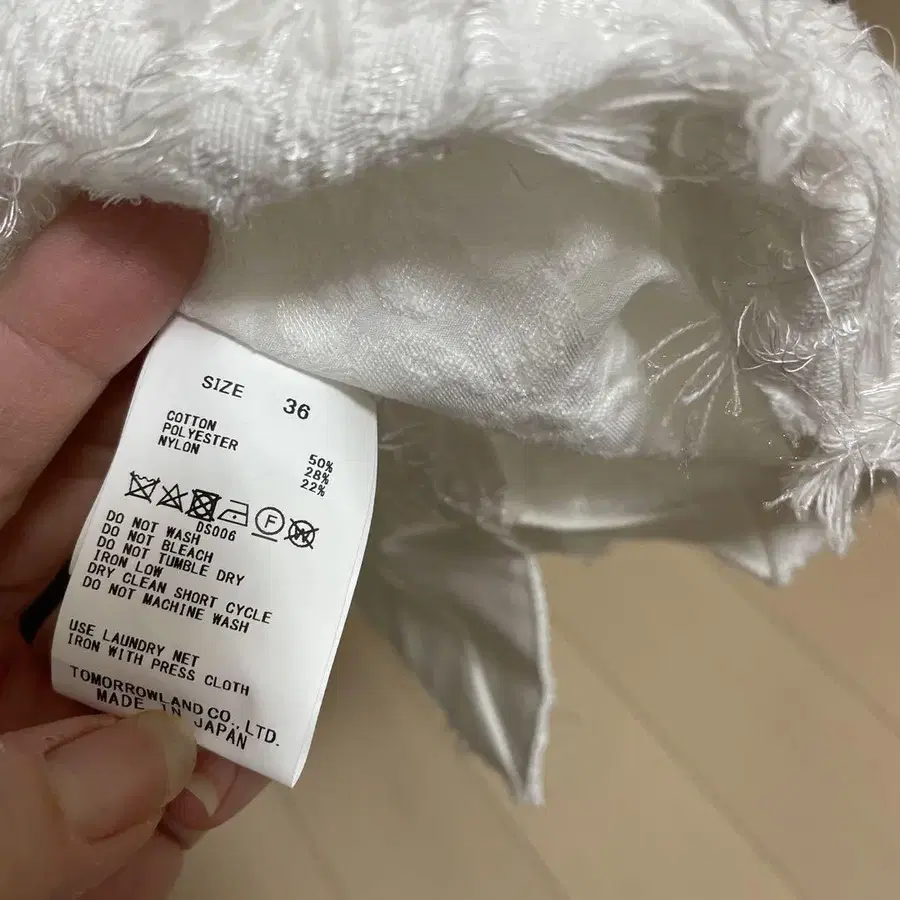 SIZE 36
COTTON 50%
POLYESTER 28%
NYLON 22%
DS006
DO NOT WASH
DO NOT BLEACH
DO NOT TUMBLE DRY
IRON LOW
DRY CLEAN SHORT CYCLE
DO NOT MACHINE WASH
USE LAUNDRY NET
IRON WITH PRESS CLOTH
TOMORROWLAND CO.,LTD.
MADE IN JAPAN